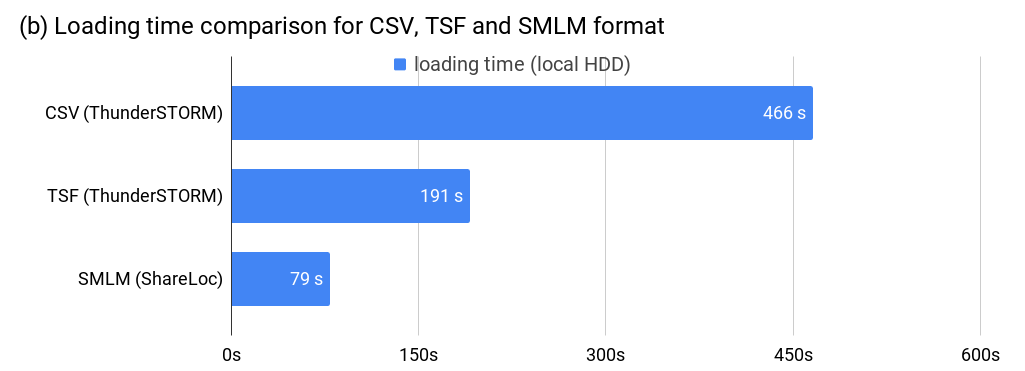 (b) Loading time comparison for CSV, TSF and SMLM format
loading time (local HDD)
CSV (ThunderSTORM)
466 s
TSF (ThunderSTORM)
191 s
SMLM (ShareLoc)
79 s
0s 150s 300s 450s 600s